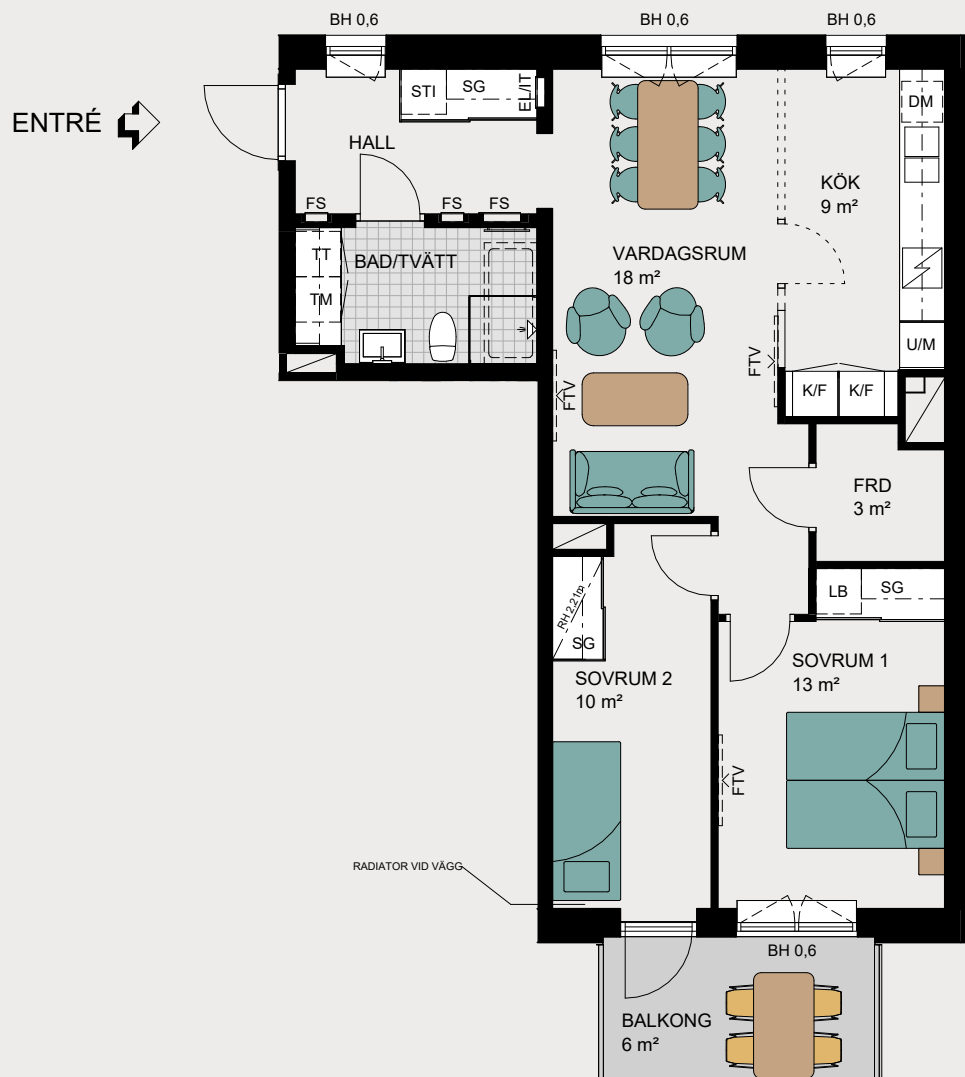 BH 0,6
BH 0,6
BH 0,6
ENTRÉ
STI
SG
EL/IT
DM
HALL
KÖK
9 m²
FS
FS
FS
TT
BAD/TVÄTT
VARDAGSRUM
18 m²
TM
U/M
FTV
FTV
K/F
K/F
FRD
3 m²
RH 2,21m
SG
LB
SG
SOVRUM 2
10 m²
SOVRUM 1
13 m²
FTV
RADIATOR VID VÄGG
BH 0,6
BALKONG
6 m²